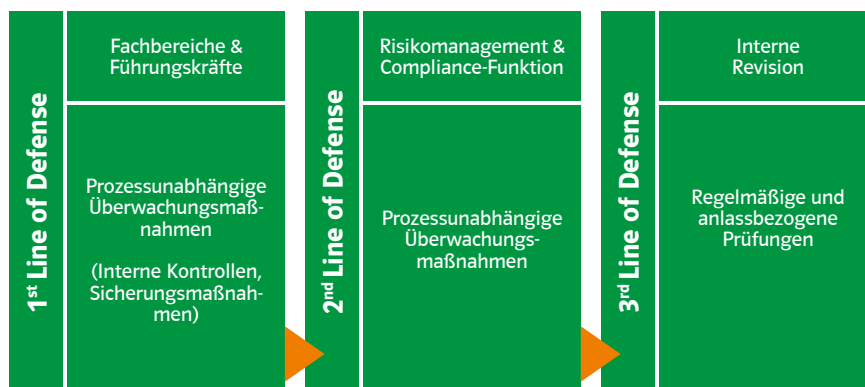 1st Line of Defense
Fachbereiche &
Führungskräfte
Prozessunabhängige
Überwachungsmaß-
nahmen
(Interne Kontrollen,
Sicherungsmaßnah-
men)
2nd Line of Defense
Risikomanagement &
Compliance-Funktion
Prozessunabhängige
Überwachungs-
maßnahmen
3rd Line of Defense
Interne
Revision
Regelmäßige und
anlassbezogene
Prüfungen